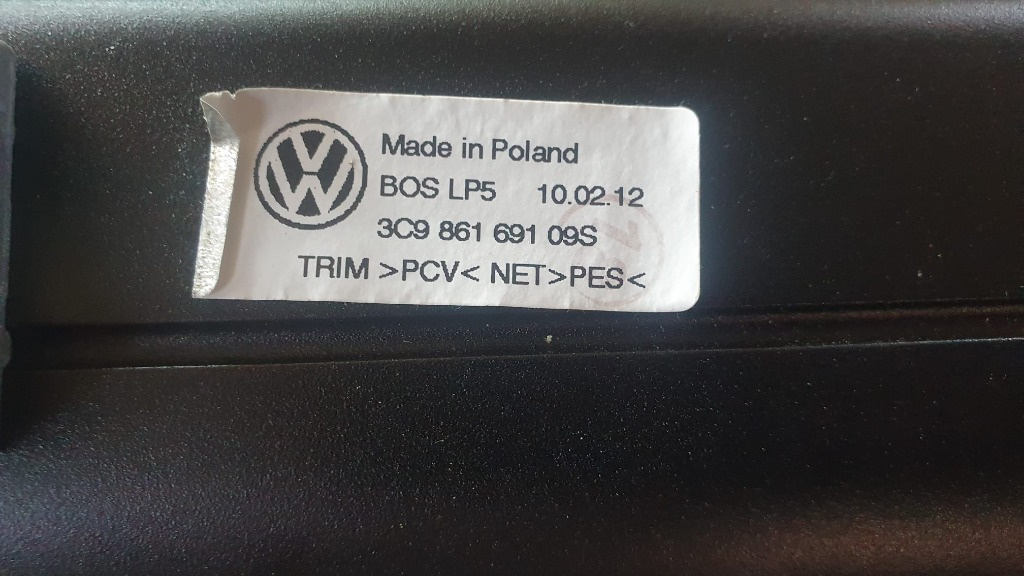 Made in Poland
BOS LP5 10.02.12
3C9 861 691 09S
TRIM >PCV< NET>PES<